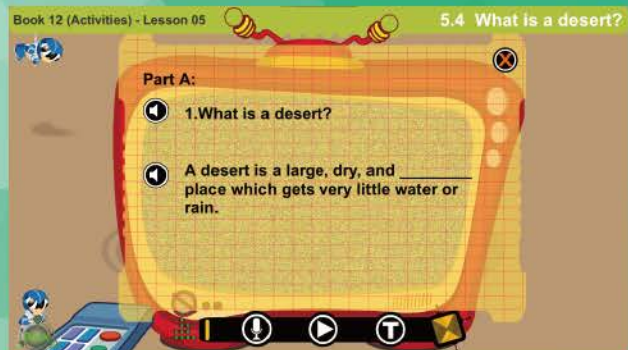 Book 12 (Activities) - Lesson 05
5.4 What is a desert?
Part A:
1.What is a desert?
A desert is a large, dry, and ________
place which gets very little water or
rain.
T